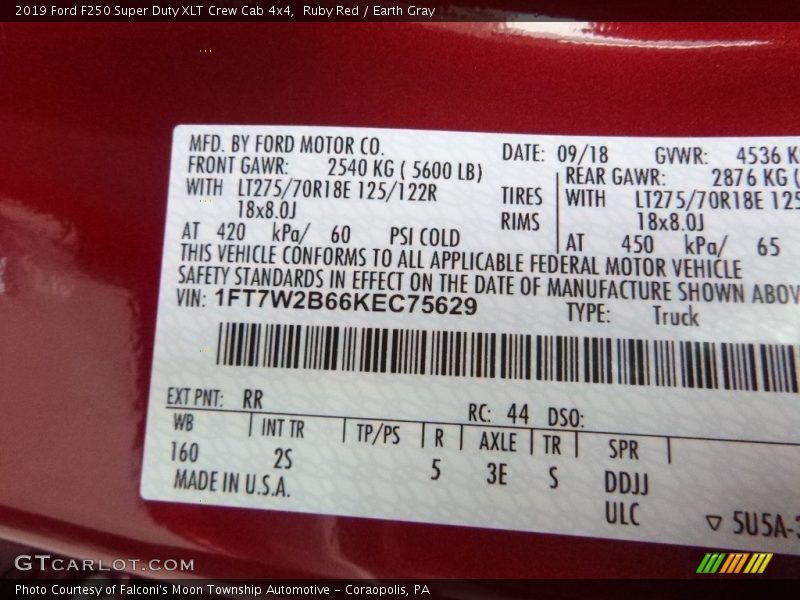 2019 Ford F250 Super Duty XLT Crew Cab 4x4, Ruby Red / Earth Gray
MFD. BY FORD MOTOR CO. DATE: 09/18 GVWR: 4536 K
FRONT GAWR: 2540 KG ( 5600 LB) REAR GAWR: 2876 KG (
WITH LT275/70R18E 125/122R TIRES WITH LT275/70R18E 125
18x8.0J RIMS 18x8.0J
AT 420 kPa/ 60 PSI COLD AT 450 kPa/ 65
THIS VEHICLE CONFORMS TO ALL APPLICABLE FEDERAL MOTOR VEHICLE
SAFETY STANDARDS IN EFFECT ON THE DATE OF MANUFACTURE SHOWN ABOV
VIN: 1FT7W2B66KEC75629 TYPE: Truck
EXT PNT: RR RC: 44 DSO:
WB INT TR TP/PS R AXLE TR SPR
160 2S 5 3E S DDJJ
MADE IN U.S.A. ULC ▽ 5U5A-3
GTCARLOT.COM
Photo Courtesy of Falconi's Moon Township Automotive - Coraopolis, PA